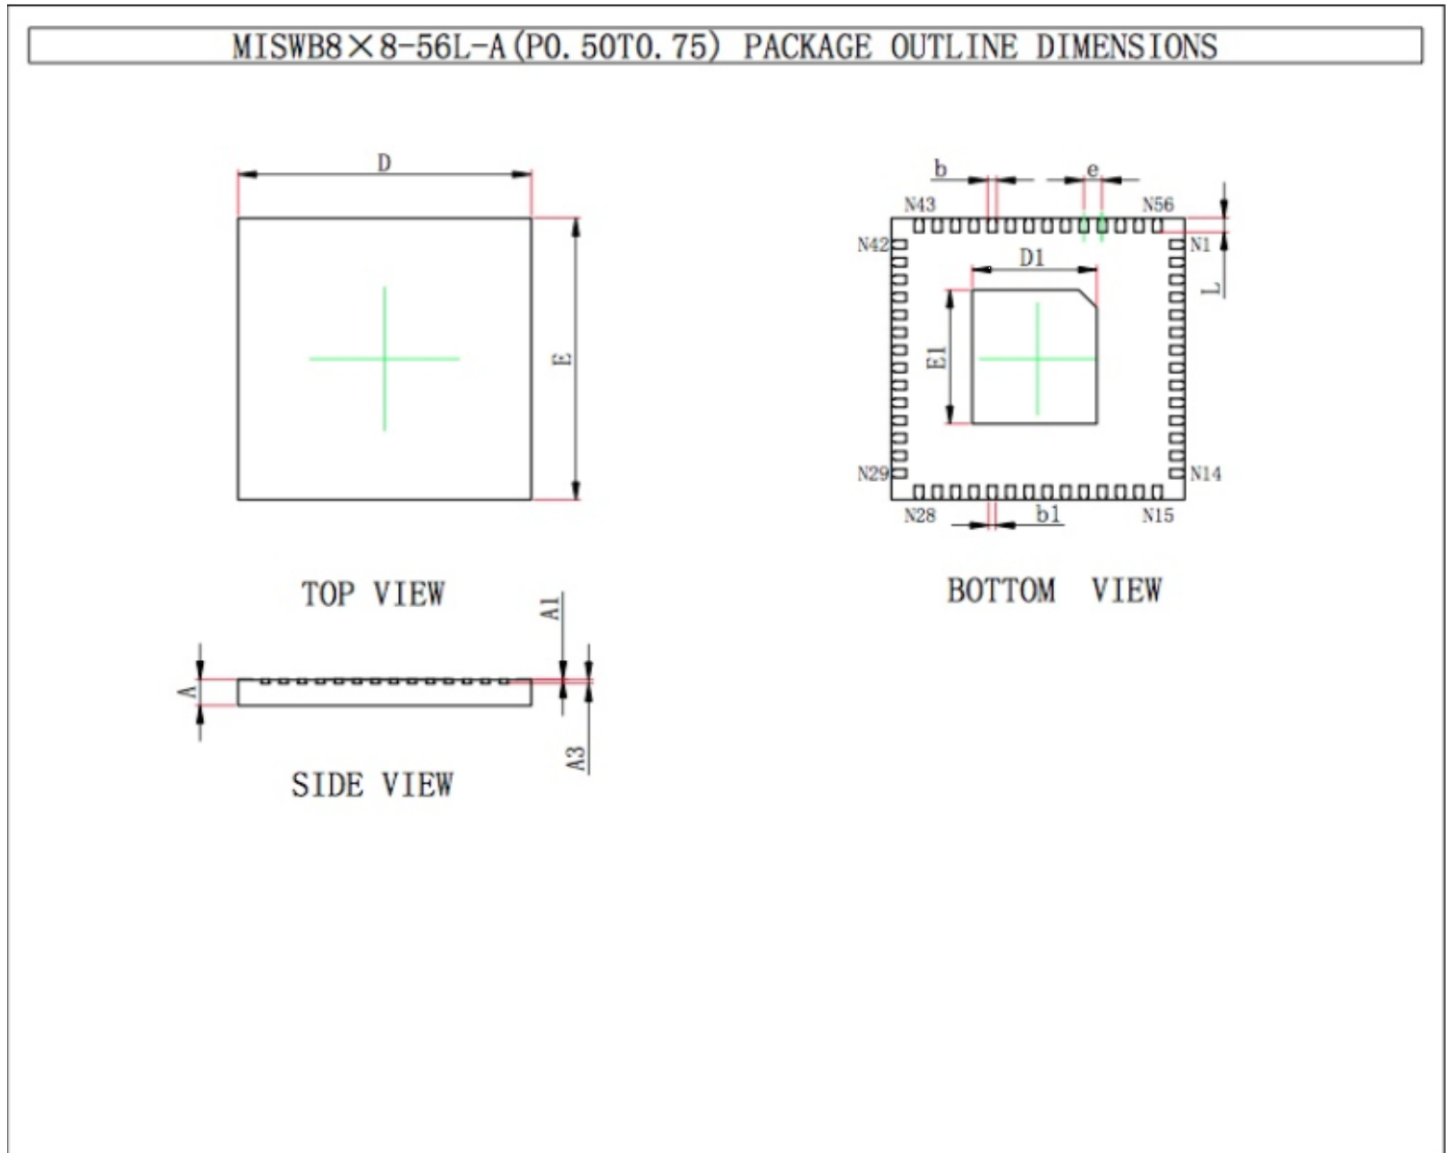 MISWB8×8-56L-A(P0.50T0.75) PACKAGE OUTLINE DIMENSIONS
D
E
TOP VIEW
b
e
N43
N56
N42
N1
D1
L
E1
N29
N14
N28
b1
N15
BOTTOM VIEW
A1
A
A3
SIDE VIEW